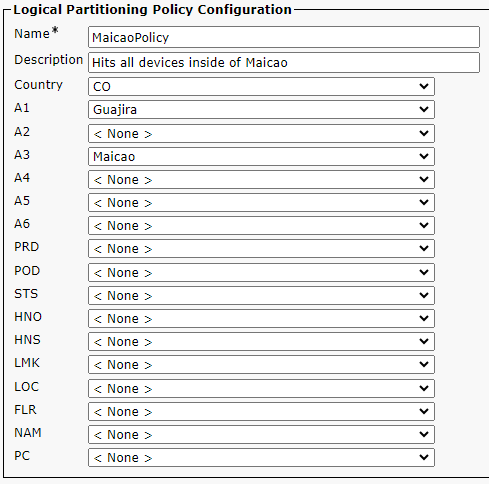 Logical Partitioning Policy Configuration
Name* MaicaoPolicy
Description Hits all devices inside of Maicao
Country CO
A1 Guajira
A2 < None >
A3 Maicao
A4 < None >
A5 < None >
A6 < None >
PRD < None >
POD < None >
STS < None >
HNO < None >
HNS < None >
LMK < None >
LOC < None >
FLR < None >
NAM < None >
PC < None >